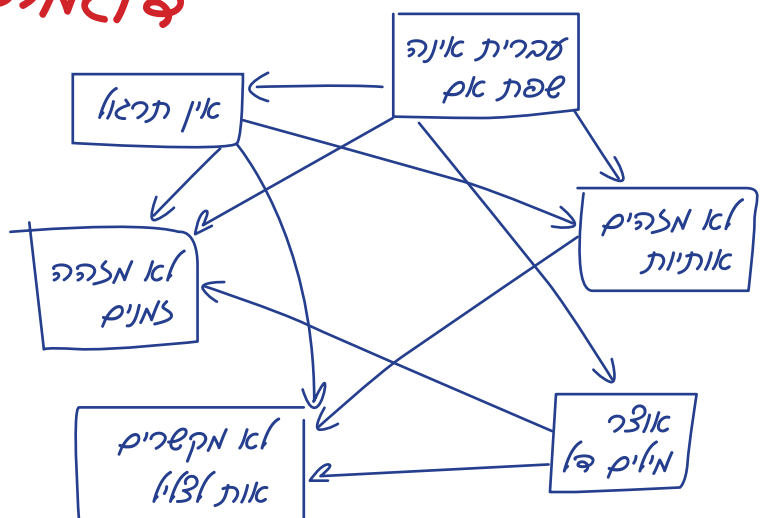 עברית אינה
שפת אם
אין תרגול
לא מזהים
אותיות
לא מזהה
זמנים
אוצר
מילים דל
לא מקשרים
אות לצליל